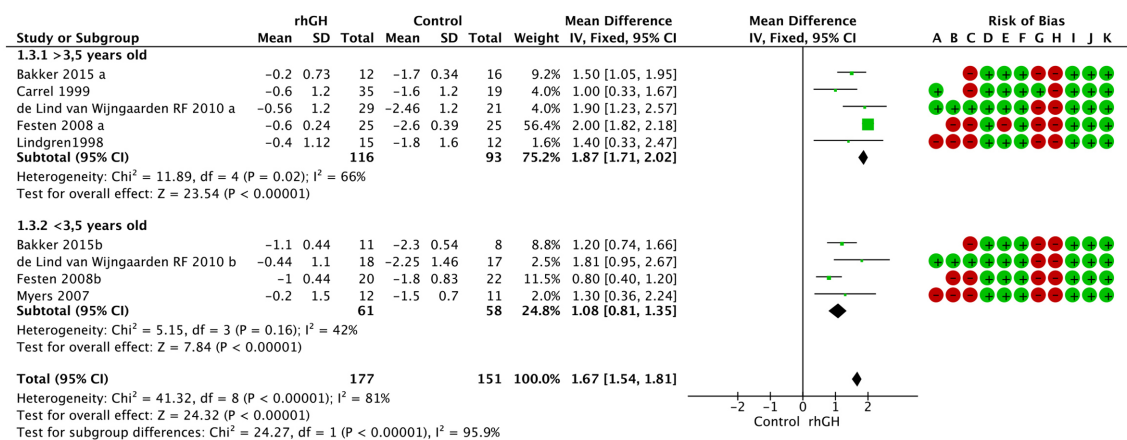 rhGH Control Mean Difference Mean Difference Risk of Bias
Study or Subgroup Mean SD Total Mean SD Total Weight IV, Fixed, 95% CI IV, Fixed, 95% CI A B C D E F G H I J K
1.3.1 >3,5 years old
Bakker 2015 a −0.2 0.73 12 −1.7 0.34 16 9.2% 1.50 [1.05, 1.95] − + + + − − + + +
Carrel 1999 −0.6 1.2 35 −1.6 1.2 19 4.0% 1.00 [0.33, 1.67] + − + + + − − + + +
de Lind van Wijngaarden RF 2010 a −0.56 1.2 29 −2.46 1.2 21 4.0% 1.90 [1.23, 2.57] + + + + + + − − + + +
Festen 2008 a −0.6 0.24 25 −2.6 0.39 25 56.4% 2.00 [1.82, 2.18] − − + − + − − + + +
Lindgren1998 −0.4 1.12 15 −1.8 1.6 12 1.6% 1.40 [0.33, 2.47] − − − + + + − − + + +
Subtotal (95% CI) 116 93 75.2% 1.87 [1.71, 2.02]
Heterogeneity: Chi² = 11.89, df = 4 (P = 0.02); I² = 66%
Test for overall effect: Z = 23.54 (P < 0.00001)
1.3.2 <3,5 years old
Bakker 2015b −1.1 0.44 11 −2.3 0.54 8 8.8% 1.20 [0.74, 1.66] − + + + − − + + +
de Lind van Wijngaarden RF 2010 b −0.44 1.1 18 −2.25 1.46 17 2.5% 1.81 [0.95, 2.67] + + + + + + − − + + +
Festen 2008b −1 0.44 20 −1.8 0.83 22 11.5% 0.80 [0.40, 1.20] − − + + + − − + + +
Myers 2007 −0.2 1.5 12 −1.5 0.7 11 2.0% 1.30 [0.36, 2.24] − − − + + + − − + + +
Subtotal (95% CI) 61 58 24.8% 1.08 [0.81, 1.35]
Heterogeneity: Chi² = 5.15, df = 3 (P = 0.16); I² = 42%
Test for overall effect: Z = 7.84 (P < 0.00001)
Total (95% CI) 177 151 100.0% 1.67 [1.54, 1.81]
Heterogeneity: Chi² = 41.32, df = 8 (P < 0.00001); I² = 81%
Test for overall effect: Z = 24.32 (P < 0.00001)
Test for subgroup differences: Chi² = 24.27, df = 1 (P < 0.00001), I² = 95.9%
−2 −1 0 1 2
Control rhGH